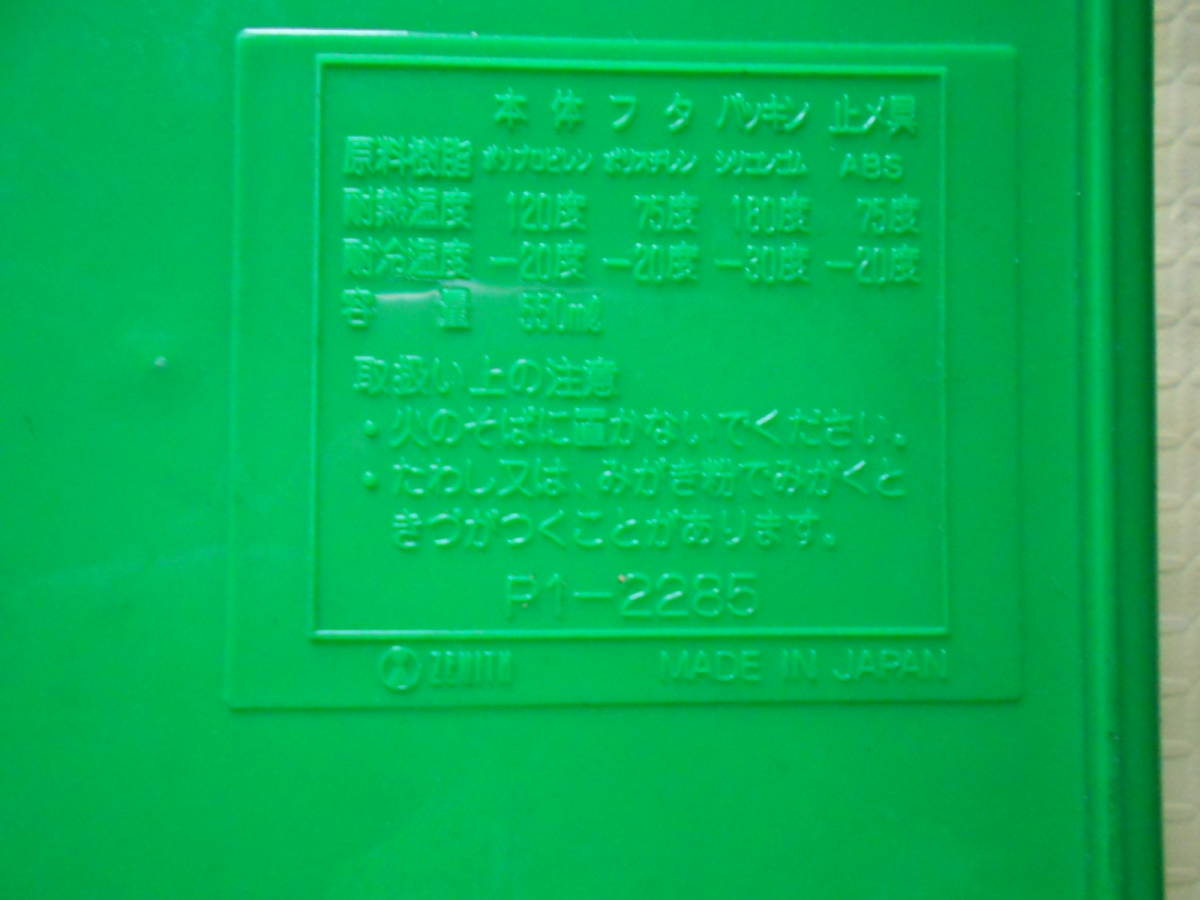 本体 フタ パッキン 止メ具
原料樹脂 ポリプロピレン ポリスチレン シリコンゴム ABS
耐熱温度 120度 75度 180度 75度
耐冷温度 -20度 -20度 -30度 -20度
容量 550mℓ
取扱い上の注意
・火のそばに置かないでください。
・たわし又は、みがき粉でみがくと
きづがつくことがあります。
P1-2285
ZENITH MADE IN JAPAN